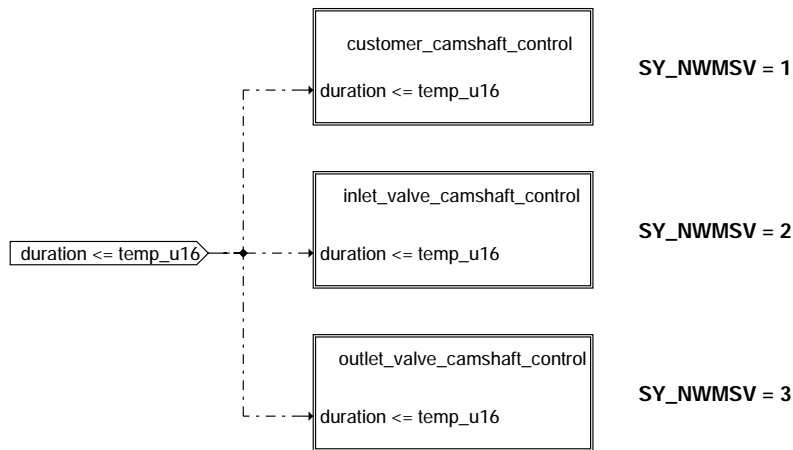 customer_camshaft_control
SY_NWMSV = 1
duration <= temp_u16
inlet_valve_camshaft_control
SY_NWMSV = 2
duration <= temp_u16
duration <= temp_u16
outlet_valve_camshaft_control
SY_NWMSV = 3
duration <= temp_u16